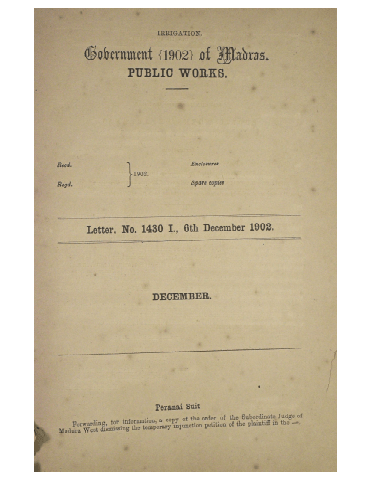 IRRIGATION.
Government {1902} of Madras.
PUBLIC WORKS.
Recd.
}1902.
Enclosures
Regd.
Spare copies
Letter, No. 1430 I., 6th December 1902.
DECEMBER.
Peranai Suit
Forwarding, for information, a copy of the order of the Subordinate Judge of
Madura West dismissing the temporary injunction petition of the plaintiff in the